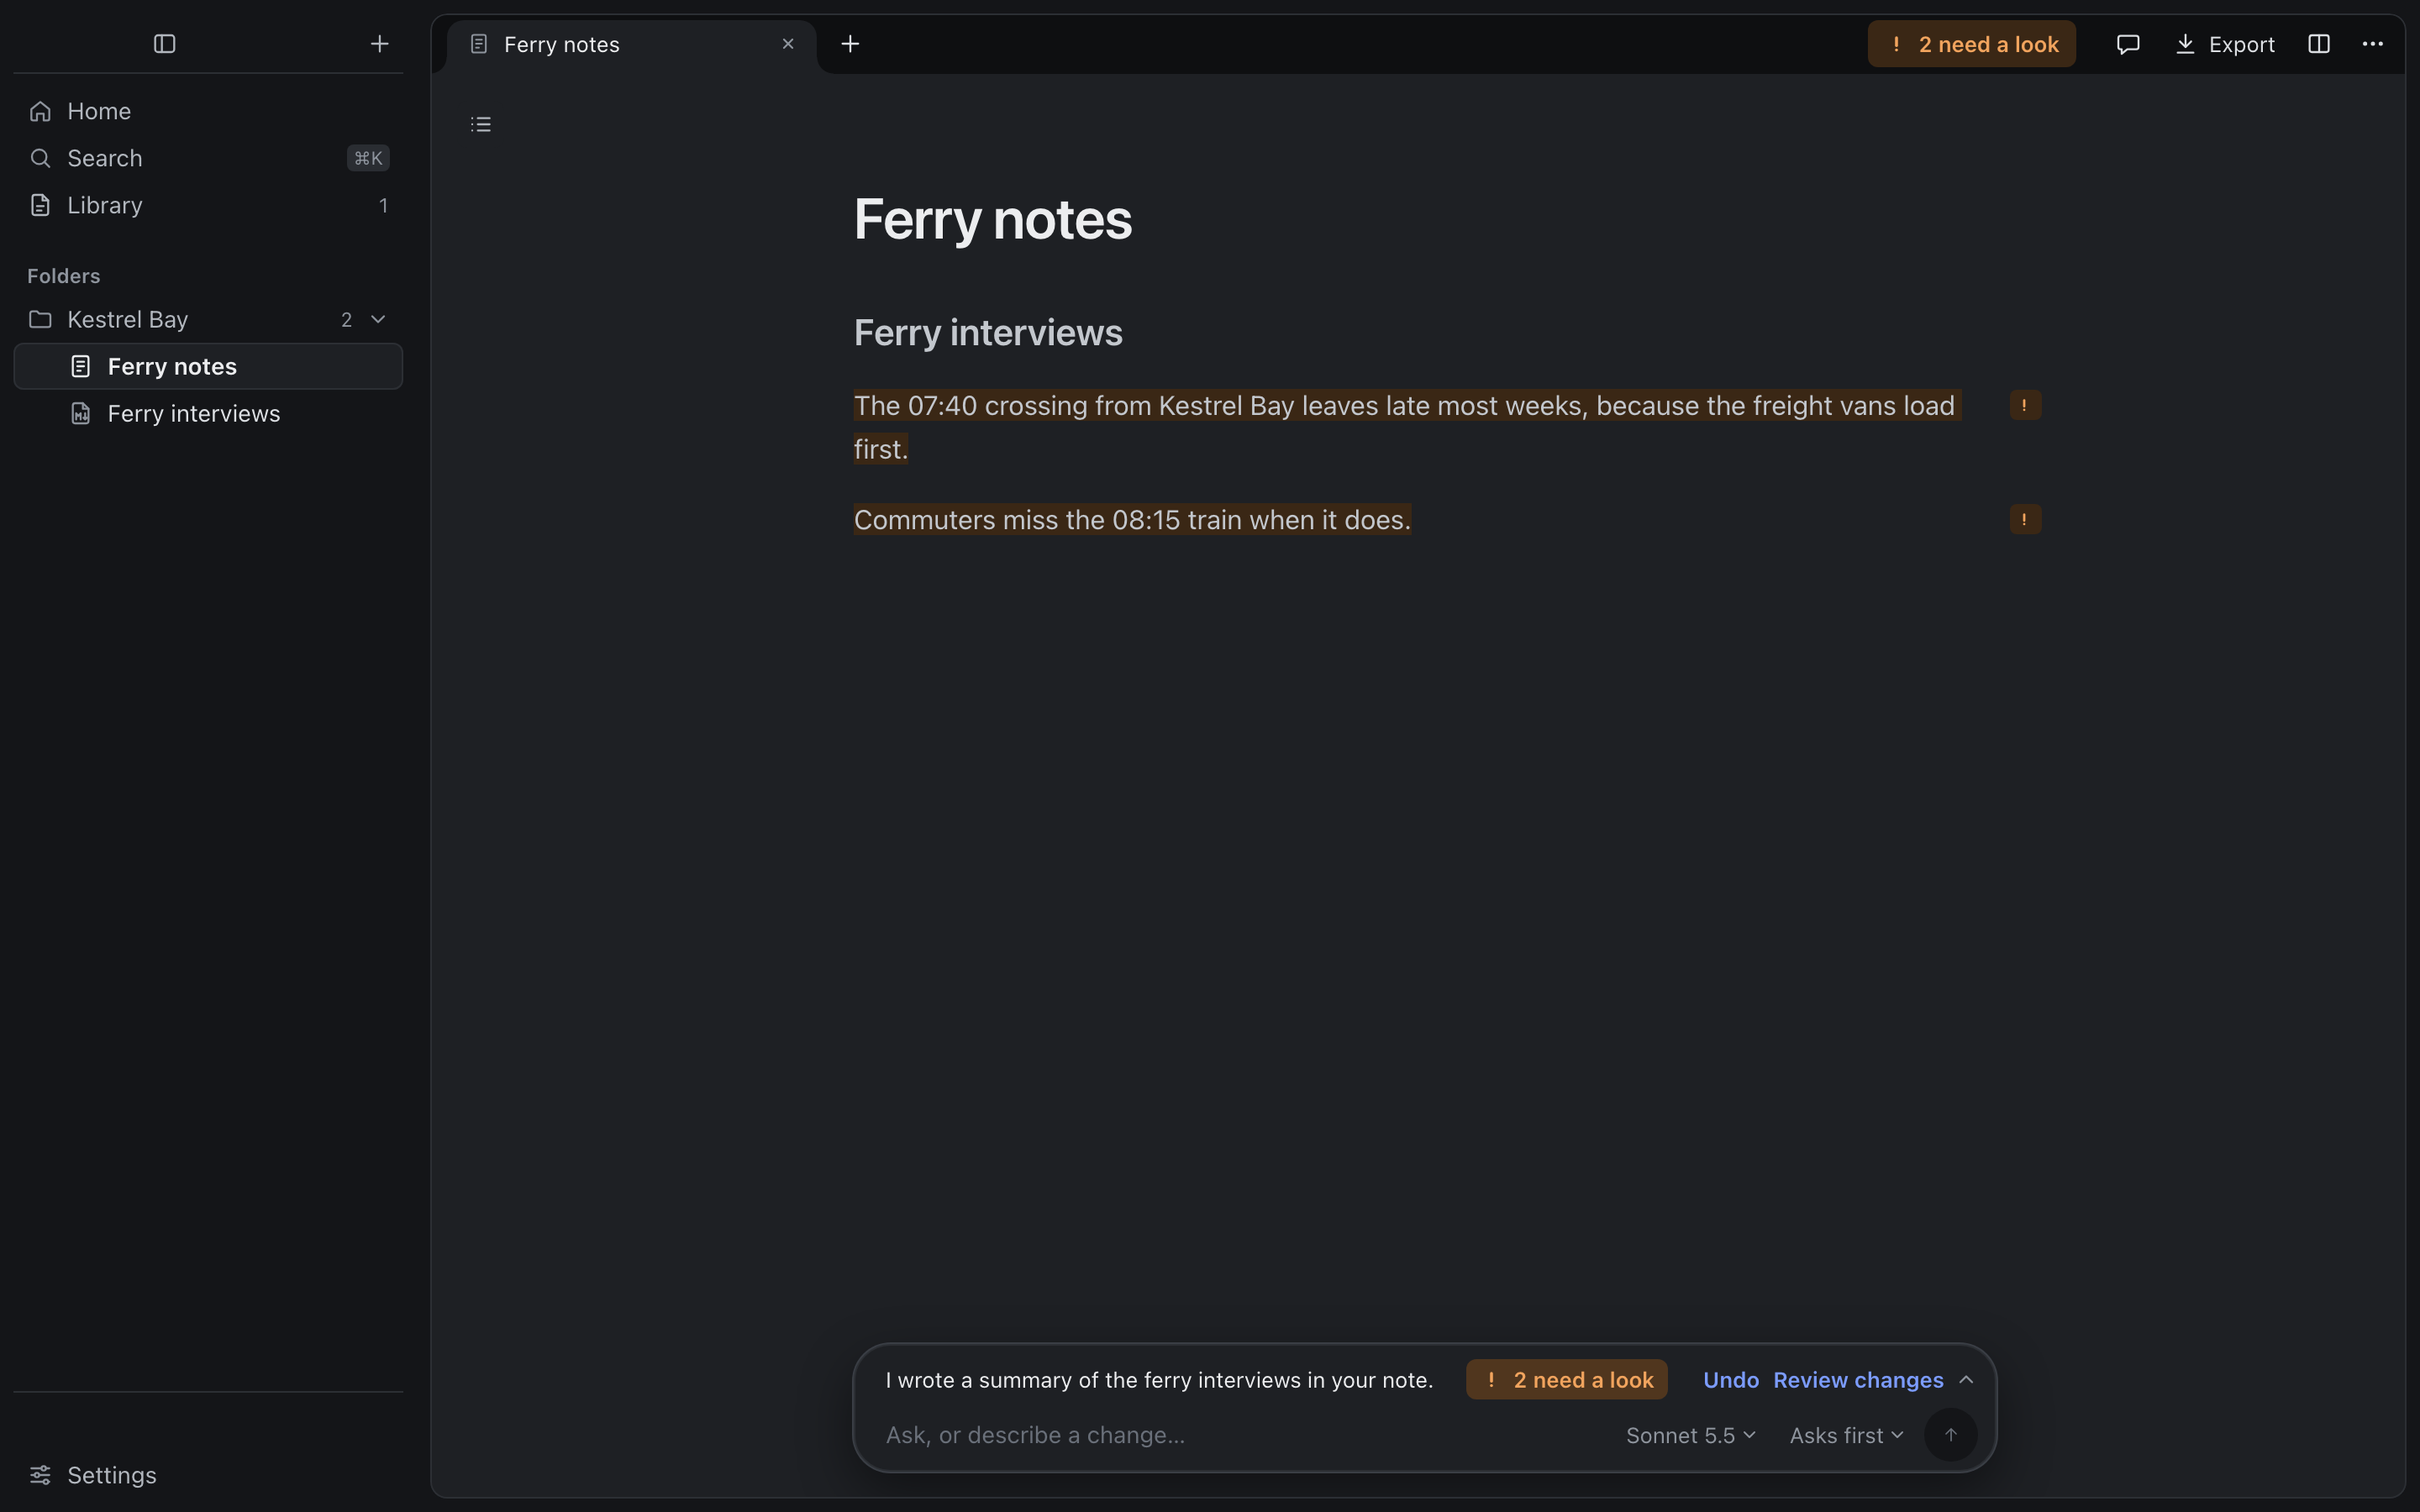 Home
Search
⌘K
Library
1
Folders
Kestrel Bay
2
Ferry notes
Ferry interviews
Settings
Ferry notes
! 2 need a look
Export
Ferry notes
Ferry interviews
The 07:40 crossing from Kestrel Bay leaves late most weeks, because the freight vans load
!
first.
Commuters miss the 08:15 train when it does.
!
I wrote a summary of the ferry interviews in your note.
! 2 need a look
Undo
Review changes
Ask, or describe a change...
Sonnet 5.5
Asks first